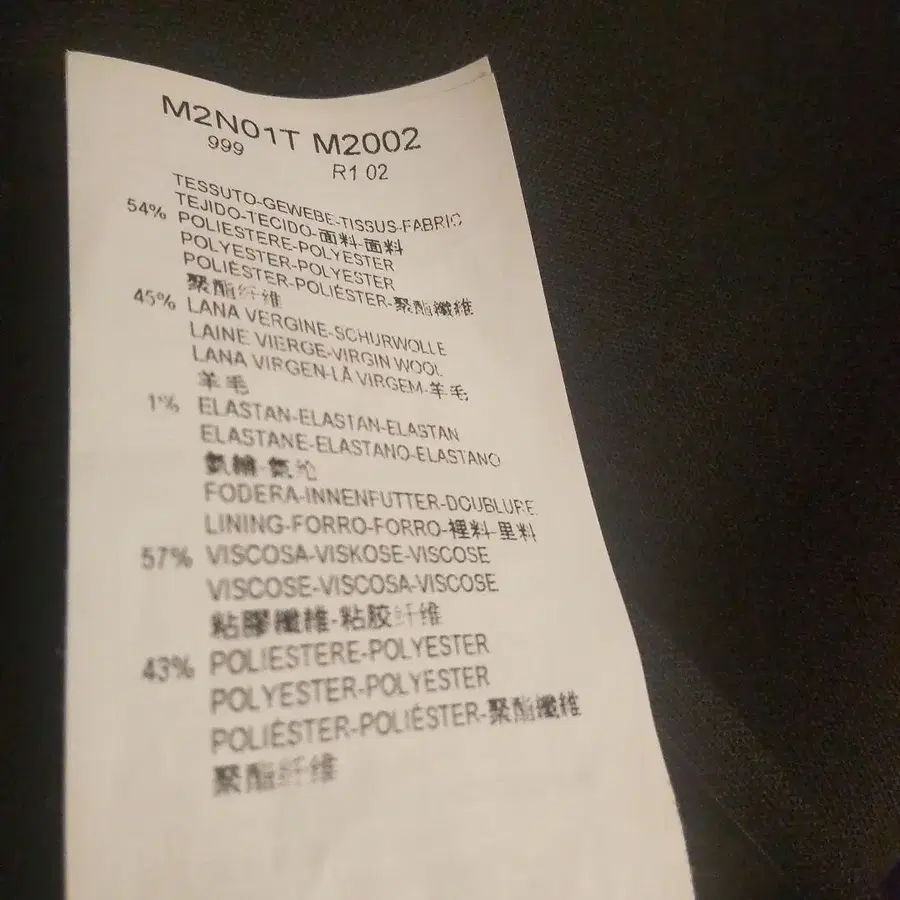 M2N01T M2002
999
R1 02
TESSUTO-GEWEBE-TISSUS-FABRIC
TEJIDO-TECIDO-面料-面料
54% POLIESTERE-POLYESTER
POLYESTER-POLYESTER
POLIÉSTER-POLIÉSTER-聚酯纖維
聚酯纤维
45% LANA VERGINE-SCHURWOLLE
LAINE VIERGE-VIRGIN WOOL
LANA VIRGEN-LÃ VIRGEM-羊毛
羊毛
1% ELASTAN-ELASTAN-ELASTAN
ELASTANE-ELASTANO-ELASTANO
氨綸-氨纶
FODERA-INNENFUTTER-DOUBLURE
LINING-FORRO-FORRO-裡料-里料
57% VISCOSA-VISKOSE-VISCOSE
VISCOSE-VISCOSA-VISCOSE
粘膠纖維-粘胶纤维
43% POLIESTERE-POLYESTER
POLYESTER-POLYESTER
POLIÉSTER-POLIÉSTER-聚酯纖維
聚酯纤维